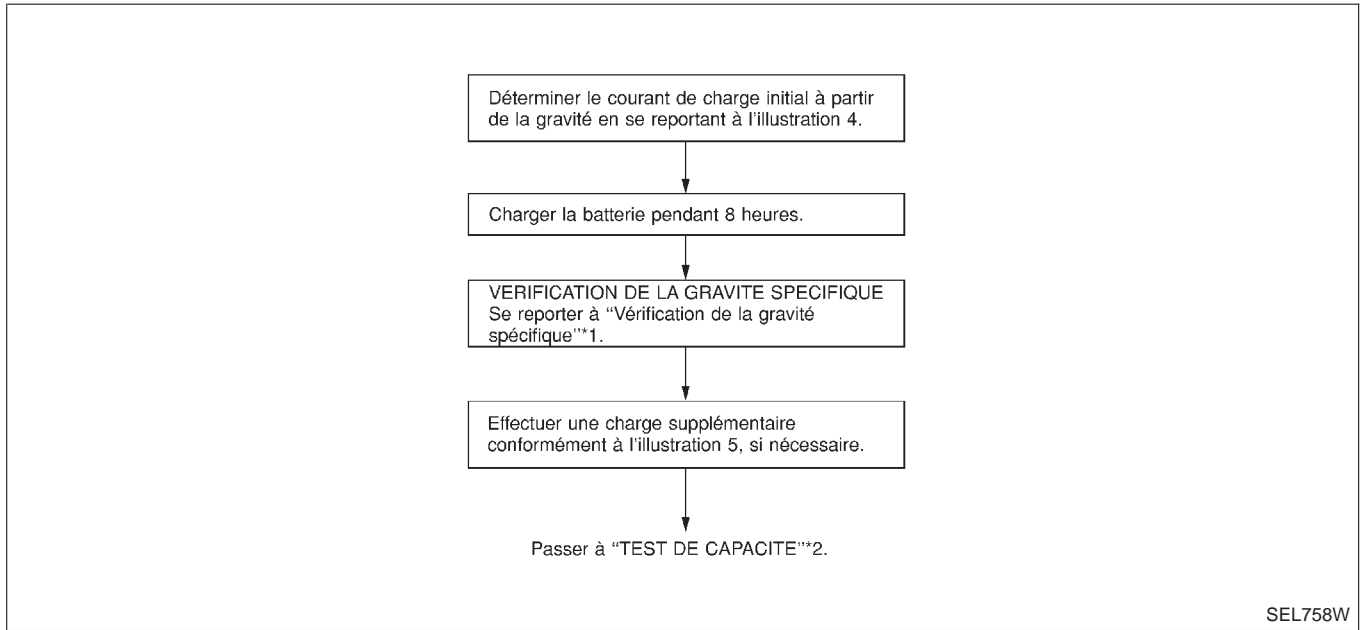 Déterminer le courant de charge initial à partir
de la gravité en se reportant à l'illustration 4.
Charger la batterie pendant 8 heures.
VERIFICATION DE LA GRAVITE SPECIFIQUE
Se reporter à “Vérification de la gravité
spécifique”*1.
Effectuer une charge supplémentaire
conformément à l'illustration 5, si nécessaire.
Passer à “TEST DE CAPACITE”*2.
SEL758W